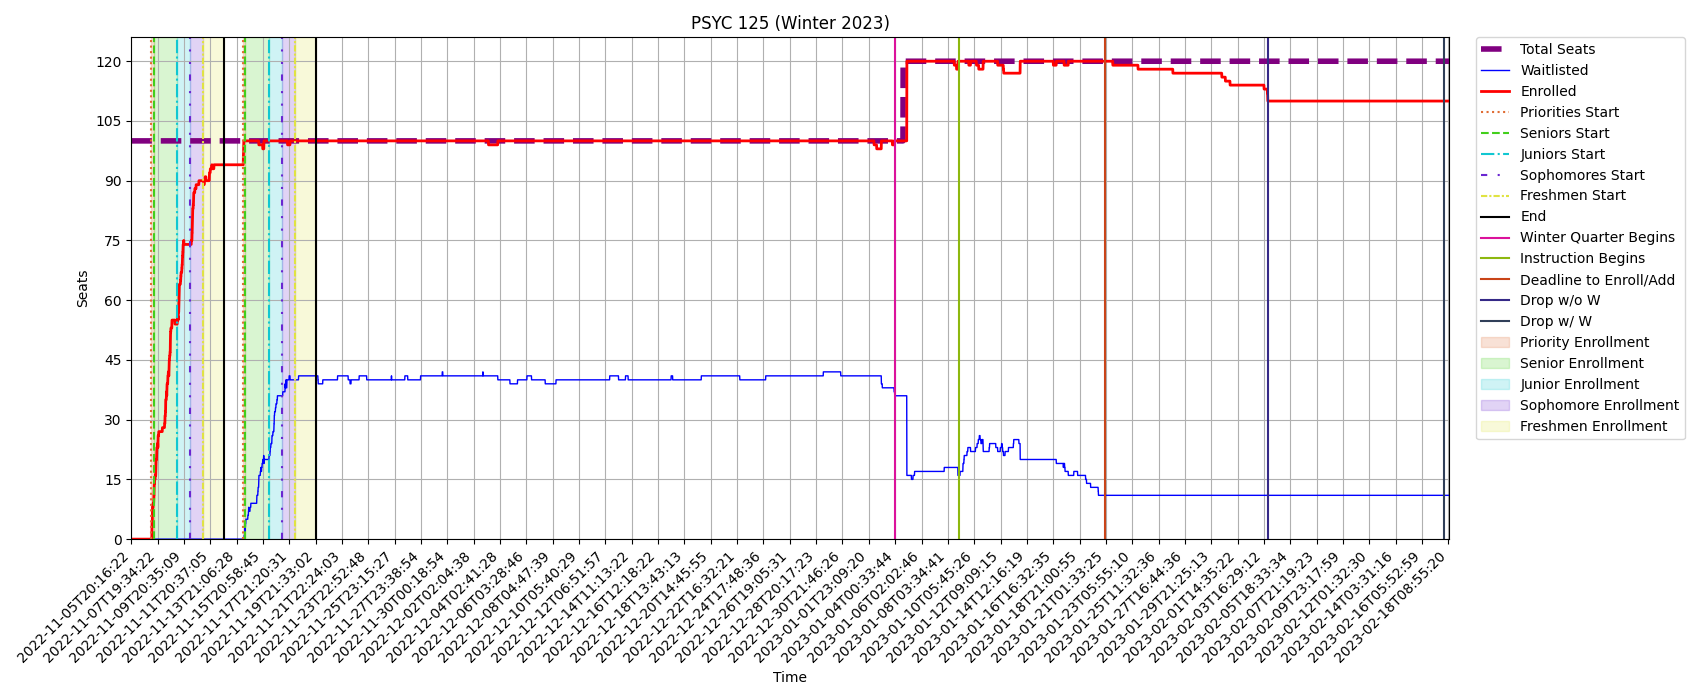 PSYC 125 (Winter 2023)
Seats
120
105
90
75
60
45
30
15
0
2022-11-05T20:16:22
2022-11-07T19:34:22
2022-11-09T20:35:09
2022-11-11T20:37:05
2022-11-13T21:06:28
2022-11-15T20:58:45
2022-11-17T21:20:31
2022-11-19T21:33:02
2022-11-21T22:24:03
2022-11-23T22:52:48
2022-11-25T23:15:27
2022-11-27T23:38:54
2022-11-30T00:18:54
2022-12-02T02:04:38
2022-12-04T02:41:28
2022-12-06T03:28:46
2022-12-08T04:47:39
2022-12-10T05:40:29
2022-12-12T06:51:57
2022-12-14T11:13:22
2022-12-16T12:18:22
2022-12-18T13:43:13
2022-12-20T14:45:55
2022-12-22T16:32:21
2022-12-24T17:48:36
2022-12-26T19:05:31
2022-12-28T20:17:23
2022-12-30T21:46:26
2023-01-01T23:09:20
2023-01-04T00:33:44
2023-01-06T02:02:46
2023-01-08T03:34:41
2023-01-10T05:45:26
2023-01-12T09:09:15
2023-01-14T12:16:19
2023-01-16T16:32:35
2023-01-18T21:00:55
2023-01-21T01:33:25
2023-01-23T05:55:10
2023-01-25T11:32:36
2023-01-27T16:44:36
2023-01-29T21:25:13
2023-02-01T14:35:22
2023-02-03T16:29:12
2023-02-05T18:33:34
2023-02-07T21:19:23
2023-02-09T23:17:59
2023-02-12T01:32:30
2023-02-14T03:31:16
2023-02-16T05:52:59
2023-02-18T08:55:20
Time
Total Seats
Waitlisted
Enrolled
Priorities Start
Seniors Start
Juniors Start
Sophomores Start
Freshmen Start
End
Winter Quarter Begins
Instruction Begins
Deadline to Enroll/Add
Drop w/o W
Drop w/ W
Priority Enrollment
Senior Enrollment
Junior Enrollment
Sophomore Enrollment
Freshmen Enrollment